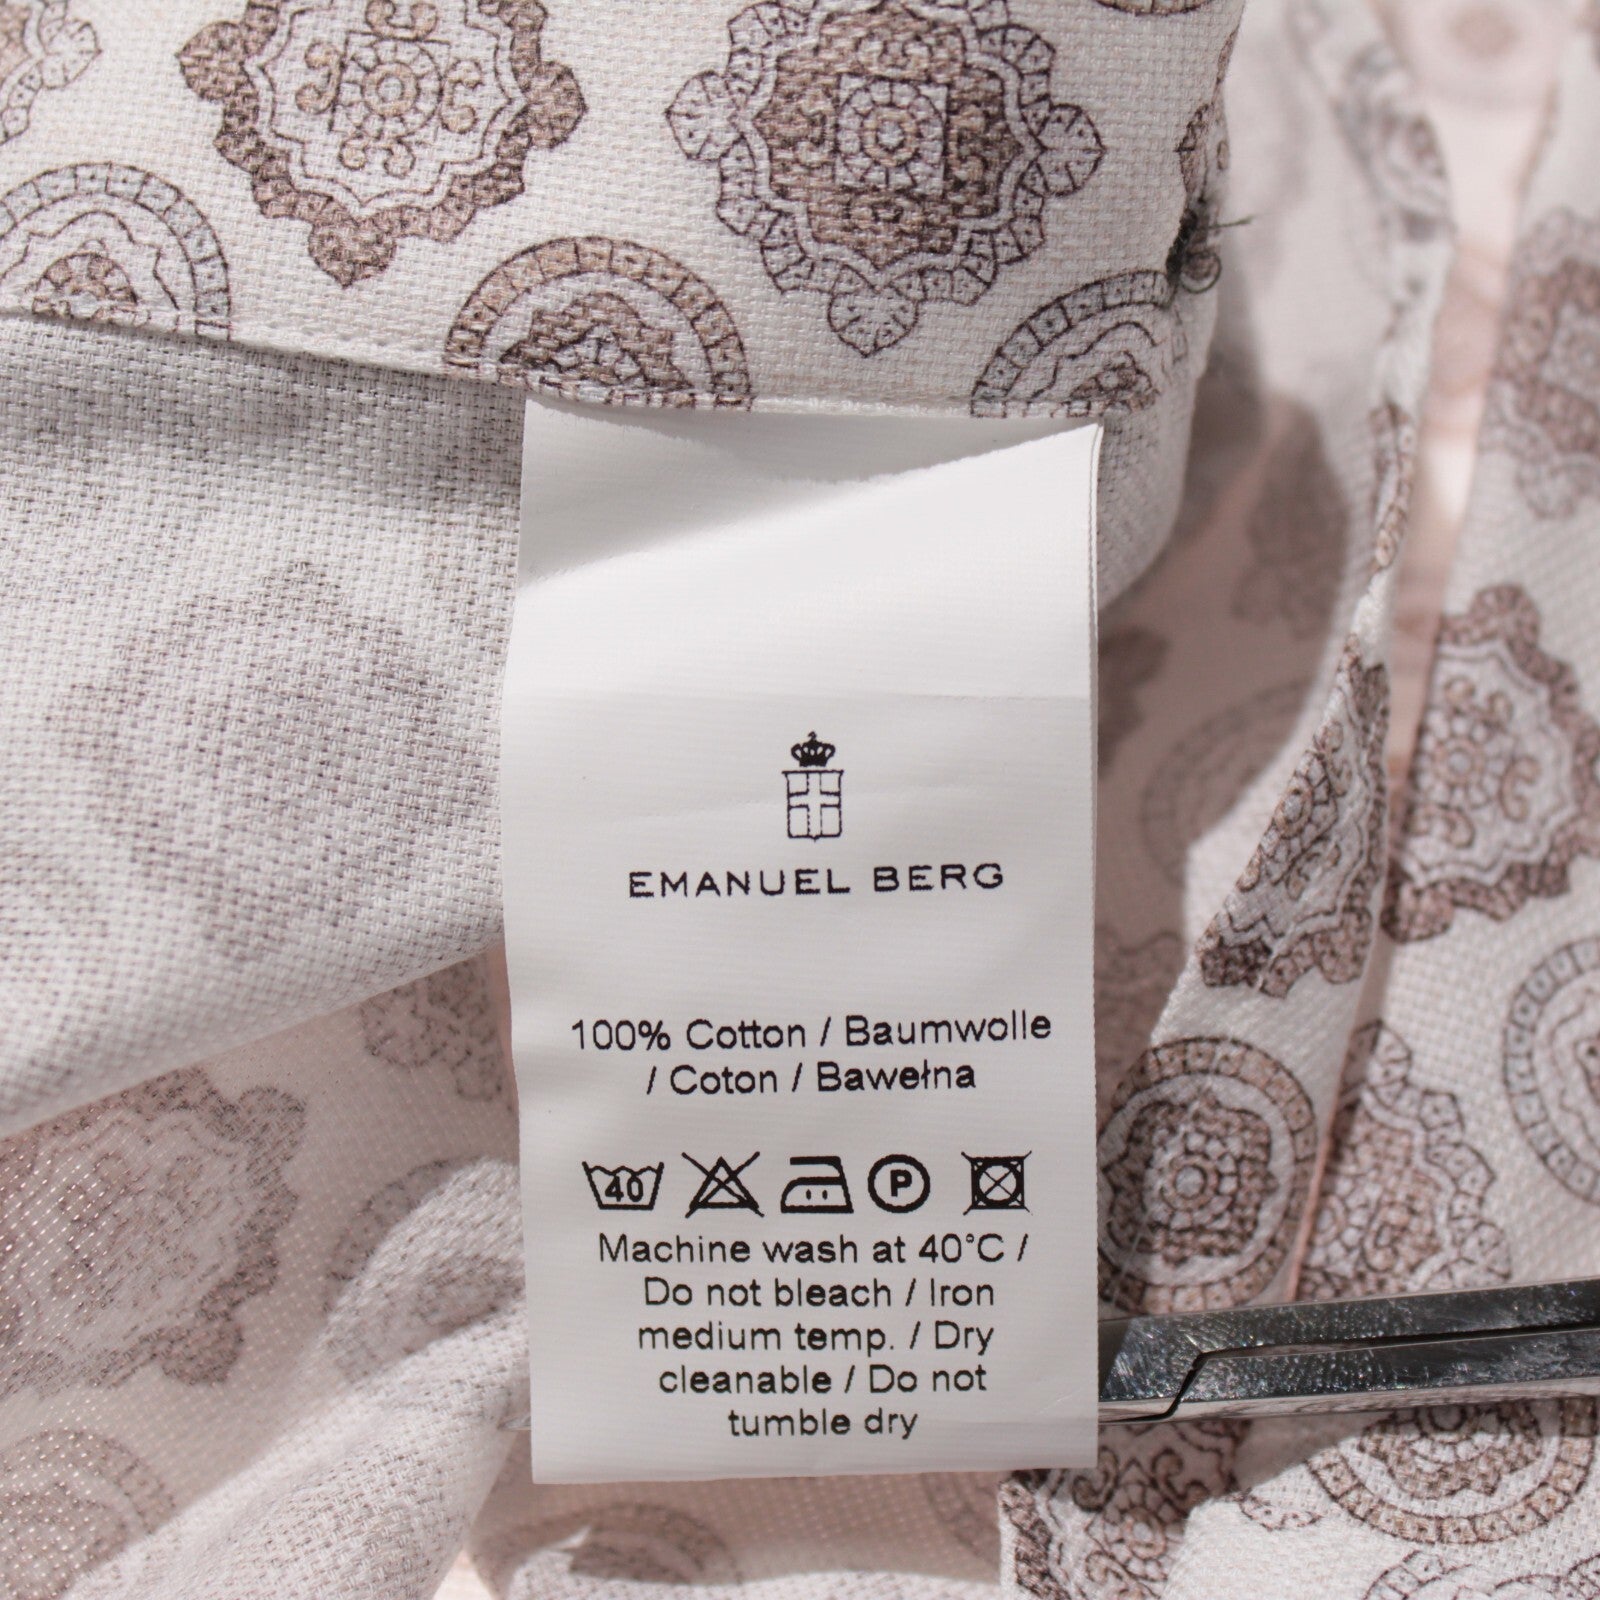 EMANUEL BERG
100% Cotton / Baumwolle
/ Coton / Bawełna
40 P
Machine wash at 40°C /
Do not bleach / Iron
medium temp. / Dry
cleanable / Do not
tumble dry